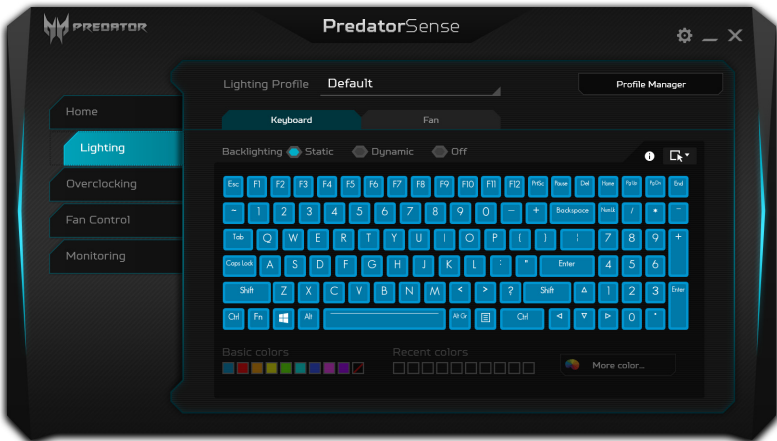 PREDATOR
PredatorSense
Lighting Profile Default
Profile Manager
Home
Lighting
Overclocking
Fan Control
Monitoring
Keyboard Fan
Backlighting Static Dynamic Off
Esc F1 F2 F3 F4 F5 F6 F7 F8 F9 F10 F11 F12 PrtSc Pause Del Home Pg Up Pg Dn End
~ 1 2 3 4 5 6 7 8 9 0 — + Backspace NumLk / * -
Tab Q W E R T Y U I O P [ ] ¦ 7 8 9 +
Caps Lock A S D F G H J K L : " Enter 4 5 6
Shift Z X C V B N M < > ? Shift 1 2 3 Enter
Ctrl Fn Alt Alt Gr Ctrl 0 .
Basic colors Recent colors
More color...